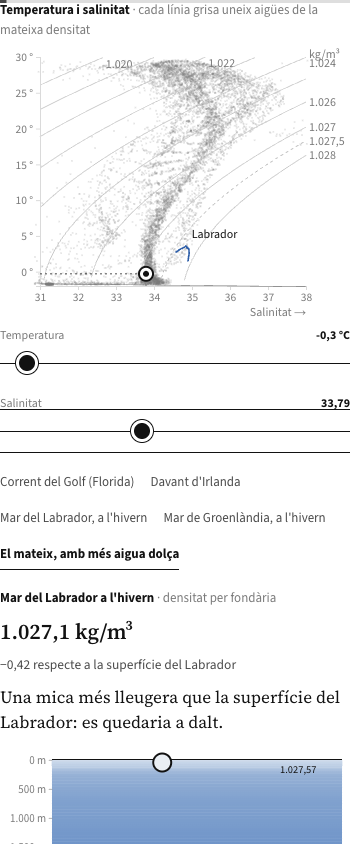 Temperatura i salinitat · cada línia grisa uneix aigües de la
mateixa densitat
kg/m³
30 °
1.020
1.022
1.024
25 °
1.026
20 °
1.027
1.027,5
15 °
1.028
10 °
5 °
Labrador
0 °
31 32 33 34 35 36 37 38
Salinitat →
Temperatura -0,3 °C
Salinitat 33,79
Corrent del Golf (Florida) Davant d'Irlanda
Mar del Labrador, a l'hivern Mar de Groenlàndia, a l'hivern
El mateix, amb més aigua dolça
Mar del Labrador a l'hivern · densitat per fondària
1.027,1 kg/m³
−0,42 respecte a la superfície del Labrador
Una mica més lleugera que la superfície del
Labrador: es quedaria a dalt.
0 m
1.027,57
500 m
1.000 m